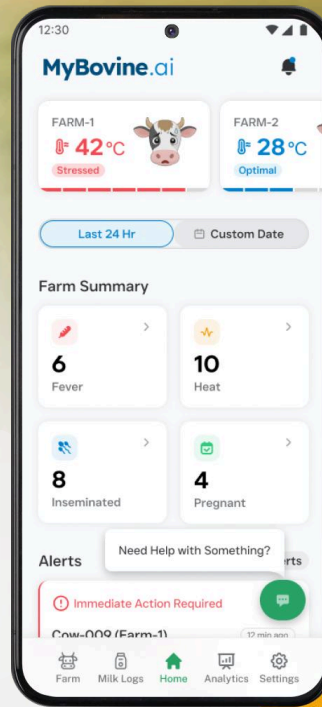 12:30
MyBovine.ai
FARM-1
42 °C
Stressed
FARM-2
28 °C
Optimal
Last 24 Hr
Custom Date
Farm Summary
6
Fever
10
Heat
8
Inseminated
4
Pregnant
Need Help with Something?
Alerts
rts
Immediate Action Required
Cow-009 (Farm-1)
12 min ago
Farm
Milk Logs
Home
Analytics
Settings